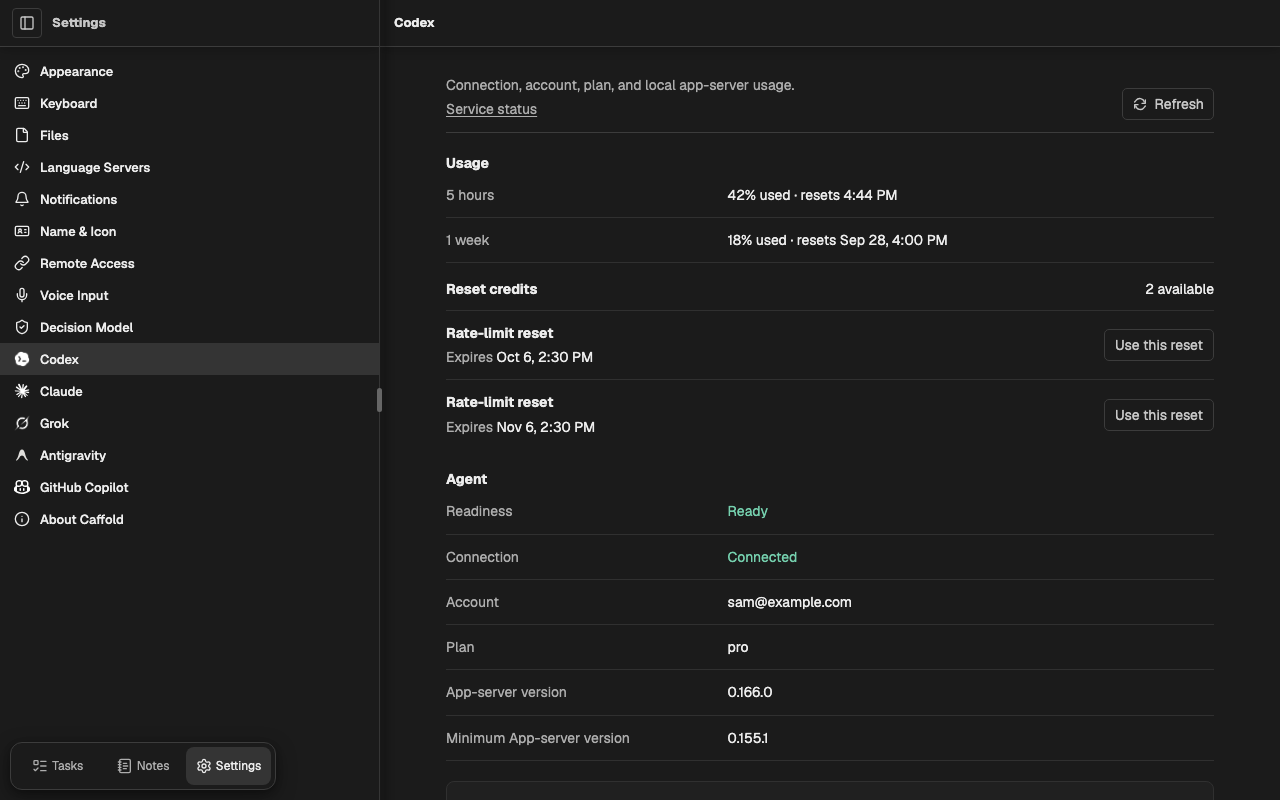 Settings
Codex
Appearance
Keyboard
Files
Language Servers
Notifications
Name & Icon
Remote Access
Voice Input
Decision Model
Codex
Claude
Grok
Antigravity
GitHub Copilot
About Caffold
Tasks
Notes
Settings
Connection, account, plan, and local app-server usage.
Service status
Refresh
Usage
5 hours 42% used · resets 4:44 PM
1 week 18% used · resets Sep 28, 4:00 PM
Reset credits 2 available
Rate-limit reset
Expires Oct 6, 2:30 PM
Use this reset
Rate-limit reset
Expires Nov 6, 2:30 PM
Use this reset
Agent
Readiness Ready
Connection Connected
Account sam@example.com
Plan pro
App-server version 0.166.0
Minimum App-server version 0.155.1